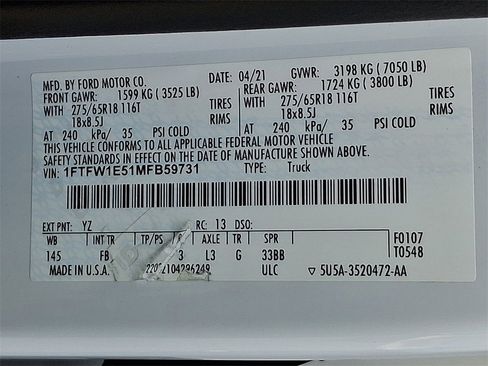 MFD. BY FORD MOTOR CO. DATE: 04/21 GVWR: 3198 KG ( 7050 LB)
FRONT GAWR: 1599 KG ( 3525 LB) REAR GAWR: 1724 KG ( 3800 LB)
WITH 275/65R18 116T TIRES WITH 275/65R18 116T TIRES
18x8.5J RIMS 18x8.5J RIMS
AT 240 kPa/ 35 PSI COLD AT 240 kPa/ 35 PSI COLD
THIS VEHICLE CONFORMS TO ALL APPLICABLE FEDERAL MOTOR VEHICLE
SAFETY STANDARDS IN EFFECT ON THE DATE OF MANUFACTURE SHOWN ABOVE.
VIN: 1FTFW1E51MFB59731 TYPE: Truck
EXT PNT: YZ RC: 13 DSO:
WB INT TR TP/PS R AXLE TR SPR F0107
145 FB 3 L3 G 33BB T0548
MADE IN U.S.A. ULC 5U5A-3520472-AA